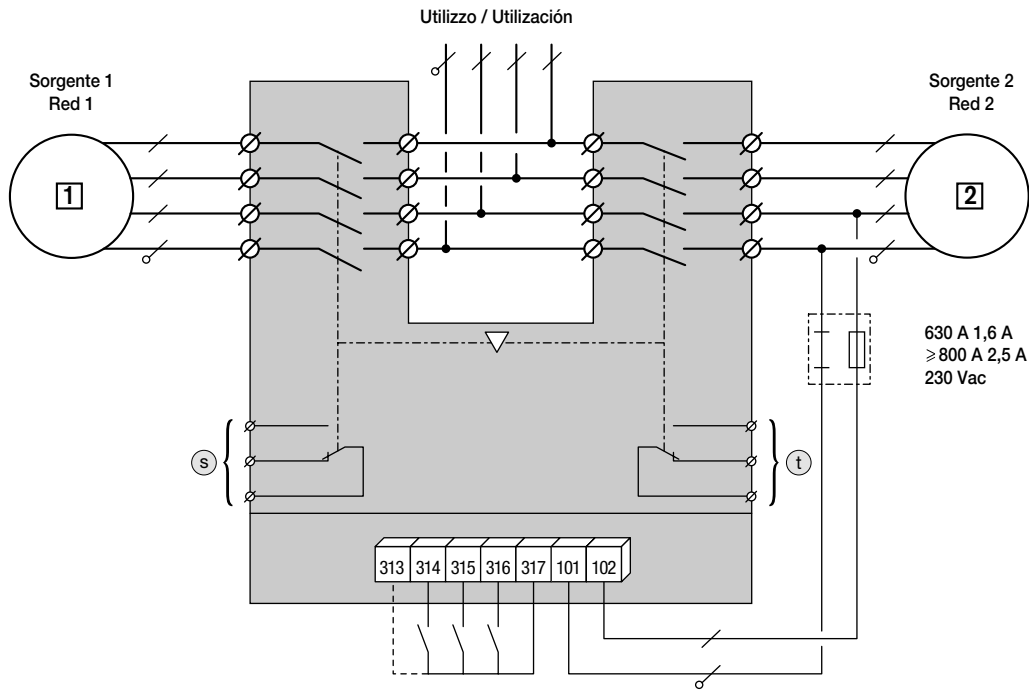 Utilizzo / Utilización
Sorgente 1
Red 1
Sorgente 2
Red 2
1
2
630 A 1,6 A
≥800 A 2,5 A
230 Vac
s
t
313 314 315 316 317 101 102